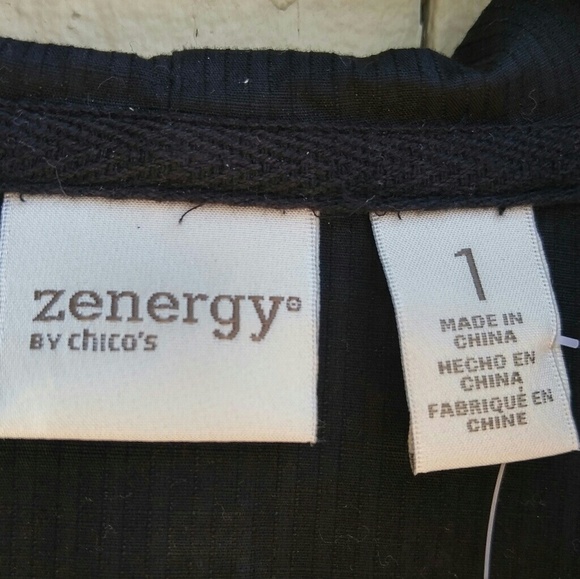 zenergy®
BY chico's
1
MADE IN
CHINA
HECHO EN
CHINA,
FABRIQUÉ EN
CHINE